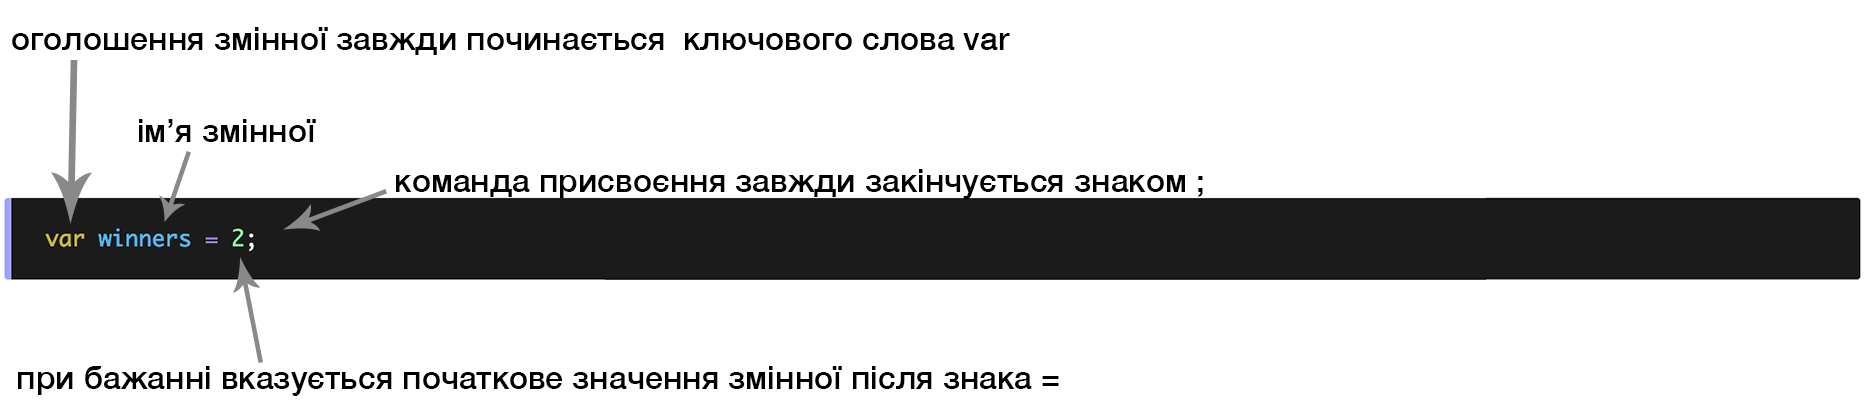 оголошення змінної завжди починається ключового слова var
ім’я змінної
команда присвоєння завжди закінчується знаком ;
var winners = 2;
при бажанні вказується початкове значення змінної після знака =